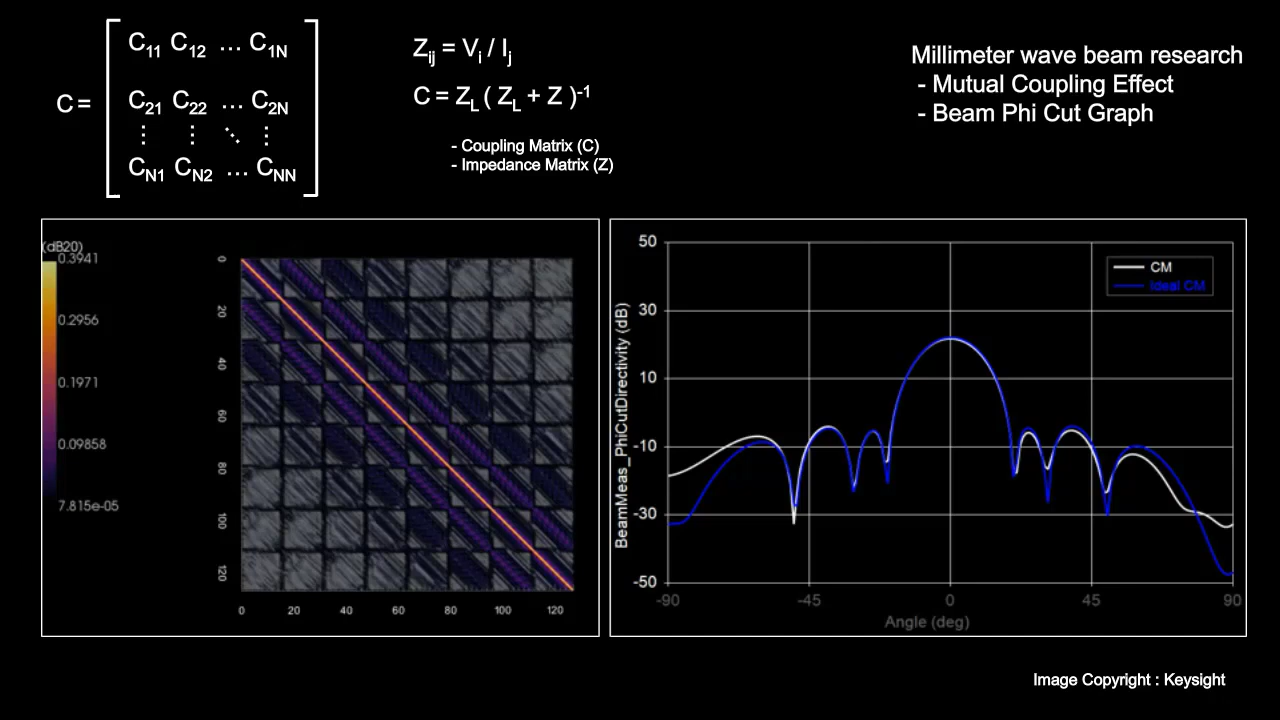 C11 C12 ... C1N
C =
C21 C22 ... C2N
CN1 CN2 ... CNN
Zij = Vi / Ij
C = ZL ( ZL + Z )-1
- Coupling Matrix (C)
- Impedance Matrix (Z)
Millimeter wave beam research
- Mutual Coupling Effect
- Beam Phi Cut Graph
(dB20)
0.3941
0.2956
0.1971
0.09858
7.815e-05
0
20
40
60
80
100
120
0 20 40 60 80 100 120
BeamMeas_PhiCutDirectivity (dB)
50
30
10
-10
-30
-50
CM
Ideal CM
-90 -45 0 45 90
Angle (deg)
Image Copyright : Keysight